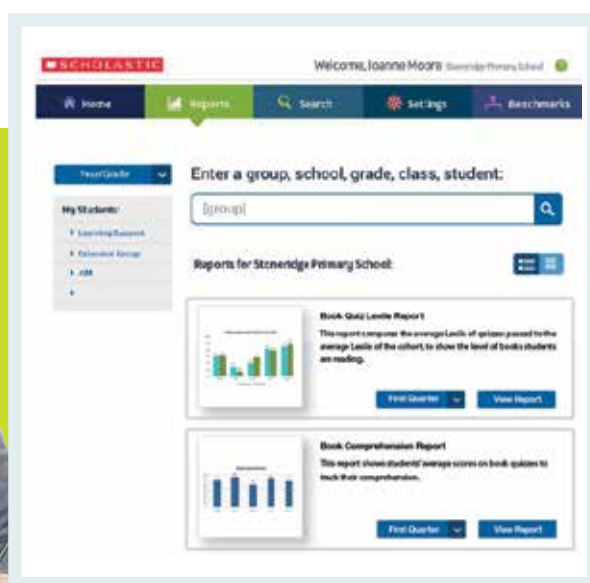 SCHOLASTIC
Welcome, Joanne Moore Stoneridge Primary School
Home Reports Search Settings Benchmarks
Year/Grade
Enter a group, school, grade, class, student:
My Students:
[group]
Learning Support
Extension Group
Reports for Stoneridge Primary School:
Book Quiz Lexile Report
This report compares the average Lexile of quizzes passed to the
average Lexile of the cohort, to show the level of books students
are reading.
First Quarter View Report
Book Comprehension Report
This report shows students' average scores on book quizzes to
track their comprehension.
First Quarter View Report